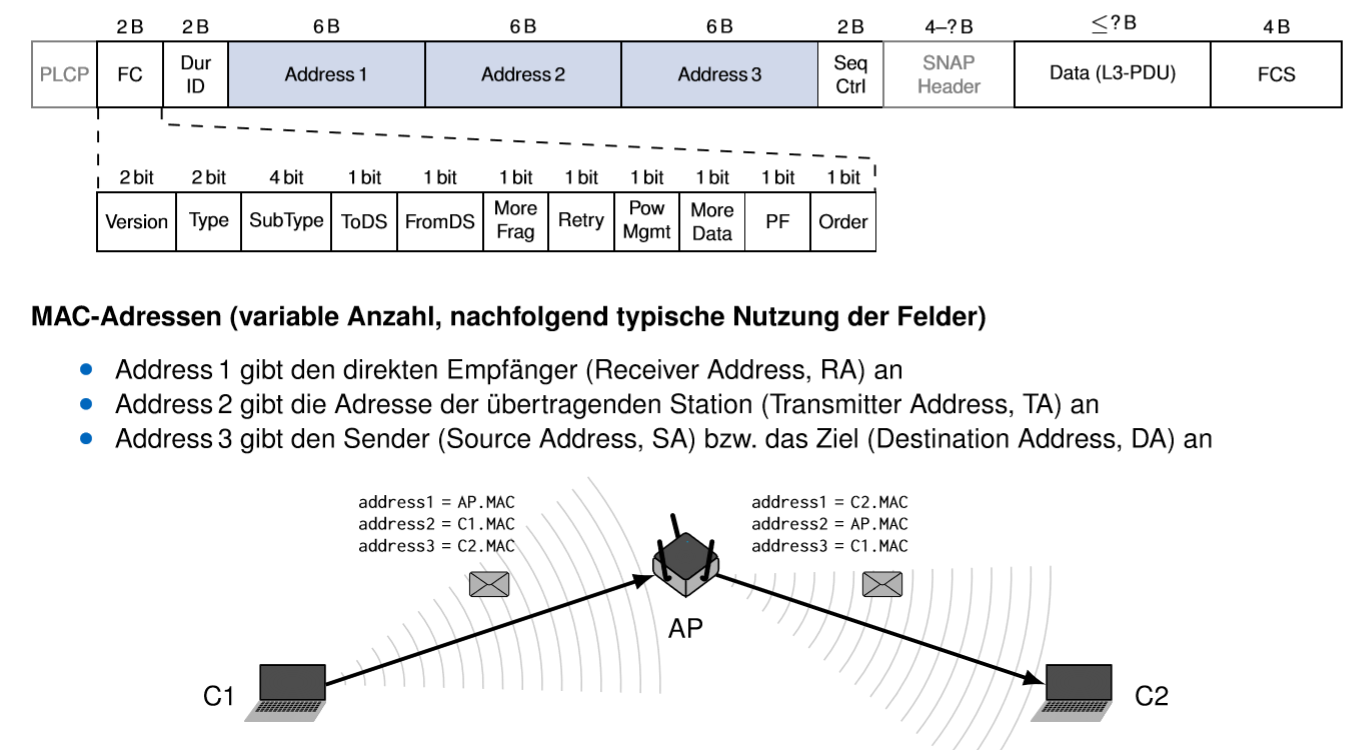 2 B 2 B 6 B 6 B 6 B 2 B 4–? B ≤? B 4 B
PLCP FC Dur ID Address 1 Address 2 Address 3 Seq Ctrl SNAP Header Data (L3-PDU) FCS
2 bit 2 bit 4 bit 1 bit 1 bit 1 bit 1 bit 1 bit 1 bit 1 bit 1 bit
Version Type SubType ToDS FromDS More Frag Retry Pow Mgmt More Data PF Order
MAC-Adressen (variable Anzahl, nachfolgend typische Nutzung der Felder)
• Address 1 gibt den direkten Empfänger (Receiver Address, RA) an
• Address 2 gibt die Adresse der übertragenden Station (Transmitter Address, TA) an
• Address 3 gibt den Sender (Source Address, SA) bzw. das Ziel (Destination Address, DA) an
address1 = AP.MAC
address2 = C1.MAC
address3 = C2.MAC
address1 = C2.MAC
address2 = AP.MAC
address3 = C1.MAC
AP
C1
C2